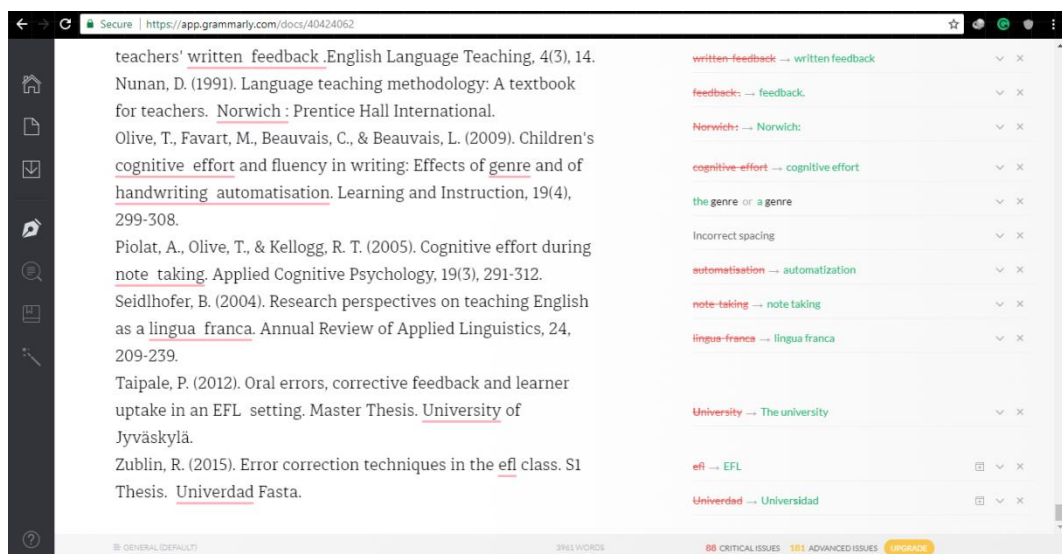 Secure | https://app.grammarly.com/docs/40424062
teachers' written  feedback .English Language Teaching, 4(3), 14.
Nunan, D. (1991). Language teaching methodology: A textbook
for teachers.  Norwich : Prentice Hall International.
Olive, T., Favart, M., Beauvais, C., & Beauvais, L. (2009). Children's
cognitive  effort and fluency in writing: Effects of genre and of
handwriting  automatisation. Learning and Instruction, 19(4),
299-308.
Piolat, A., Olive, T., & Kellogg, R. T. (2005). Cognitive effort during
note  taking. Applied Cognitive Psychology, 19(3), 291-312.
Seidlhofer, B. (2004). Research perspectives on teaching English
as a lingua  franca. Annual Review of Applied Linguistics, 24,
209-239.
Taipale, P. (2012). Oral errors, corrective feedback and learner
uptake in an EFL  setting. Master Thesis. University of
Jyväskylä.
Zublin, R. (2015). Error correction techniques in the efl class. S1
Thesis.  Univerdad Fasta.
written feedback → written feedback
feedback . → feedback.
Norwich : → Norwich:
cognitive effort → cognitive effort
the genre or a genre
Incorrect spacing
automatisation → automatization
note taking → note taking
lingua franca → lingua franca
University → The university
efl → EFL
Univerdad → Universidad
GENERAL (DEFAULT)
3961 WORDS
88 CRITICAL ISSUES 181 ADVANCED ISSUES UPGRADE